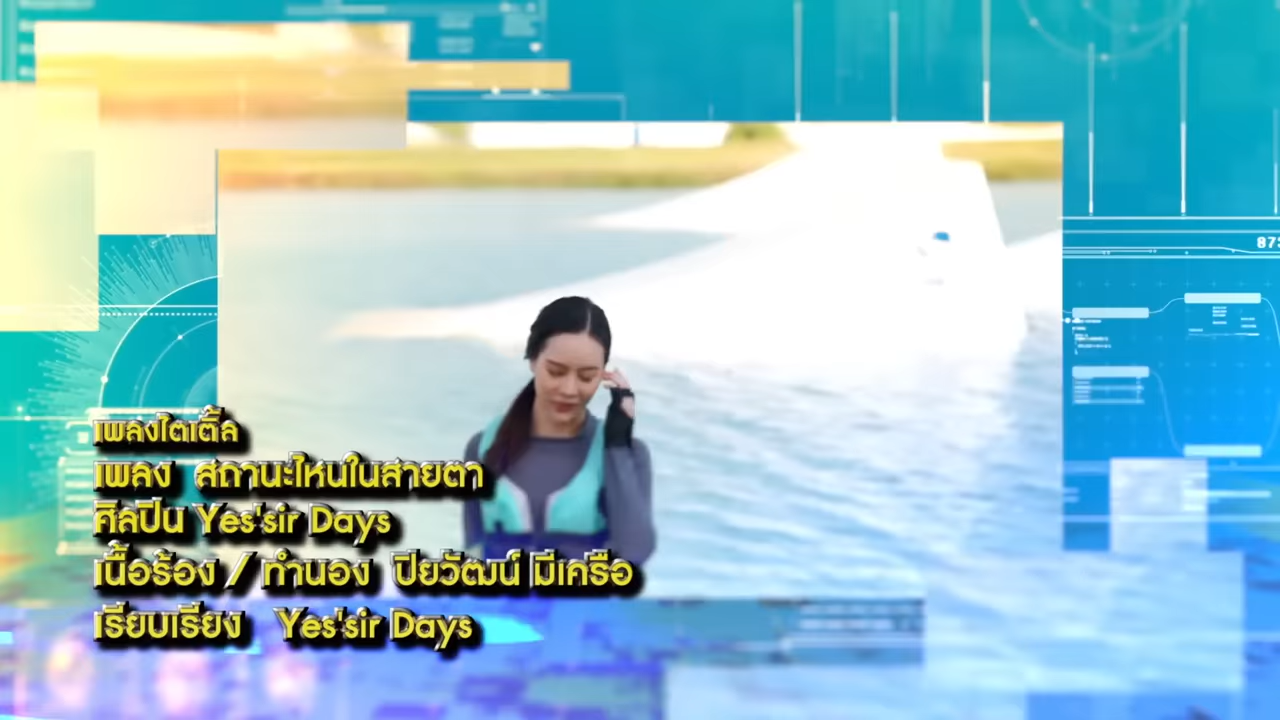 873
เพลงไตเติ้ล
เพลง สถานะไหนในสายตา
ศิลปิน Yes'sir Days
เนื้อร้อง / ทำนอง ปิยวัฒน์ มีเครือ
เรียบเรียง Yes'sir Days